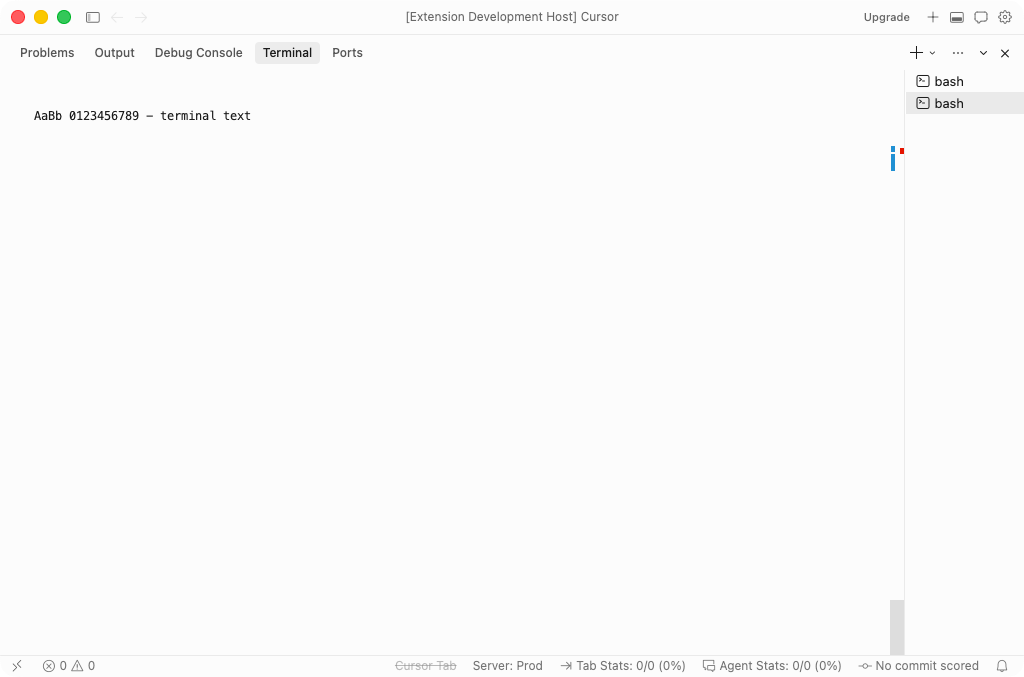 [Extension Development Host] Cursor
Upgrade
Problems Output Debug Console Terminal Ports
bash
bash
AaBb 0123456789 – terminal text
0 0 Cursor Tab Server: Prod Tab Stats: 0/0 (0%) Agent Stats: 0/0 (0%) No commit scored